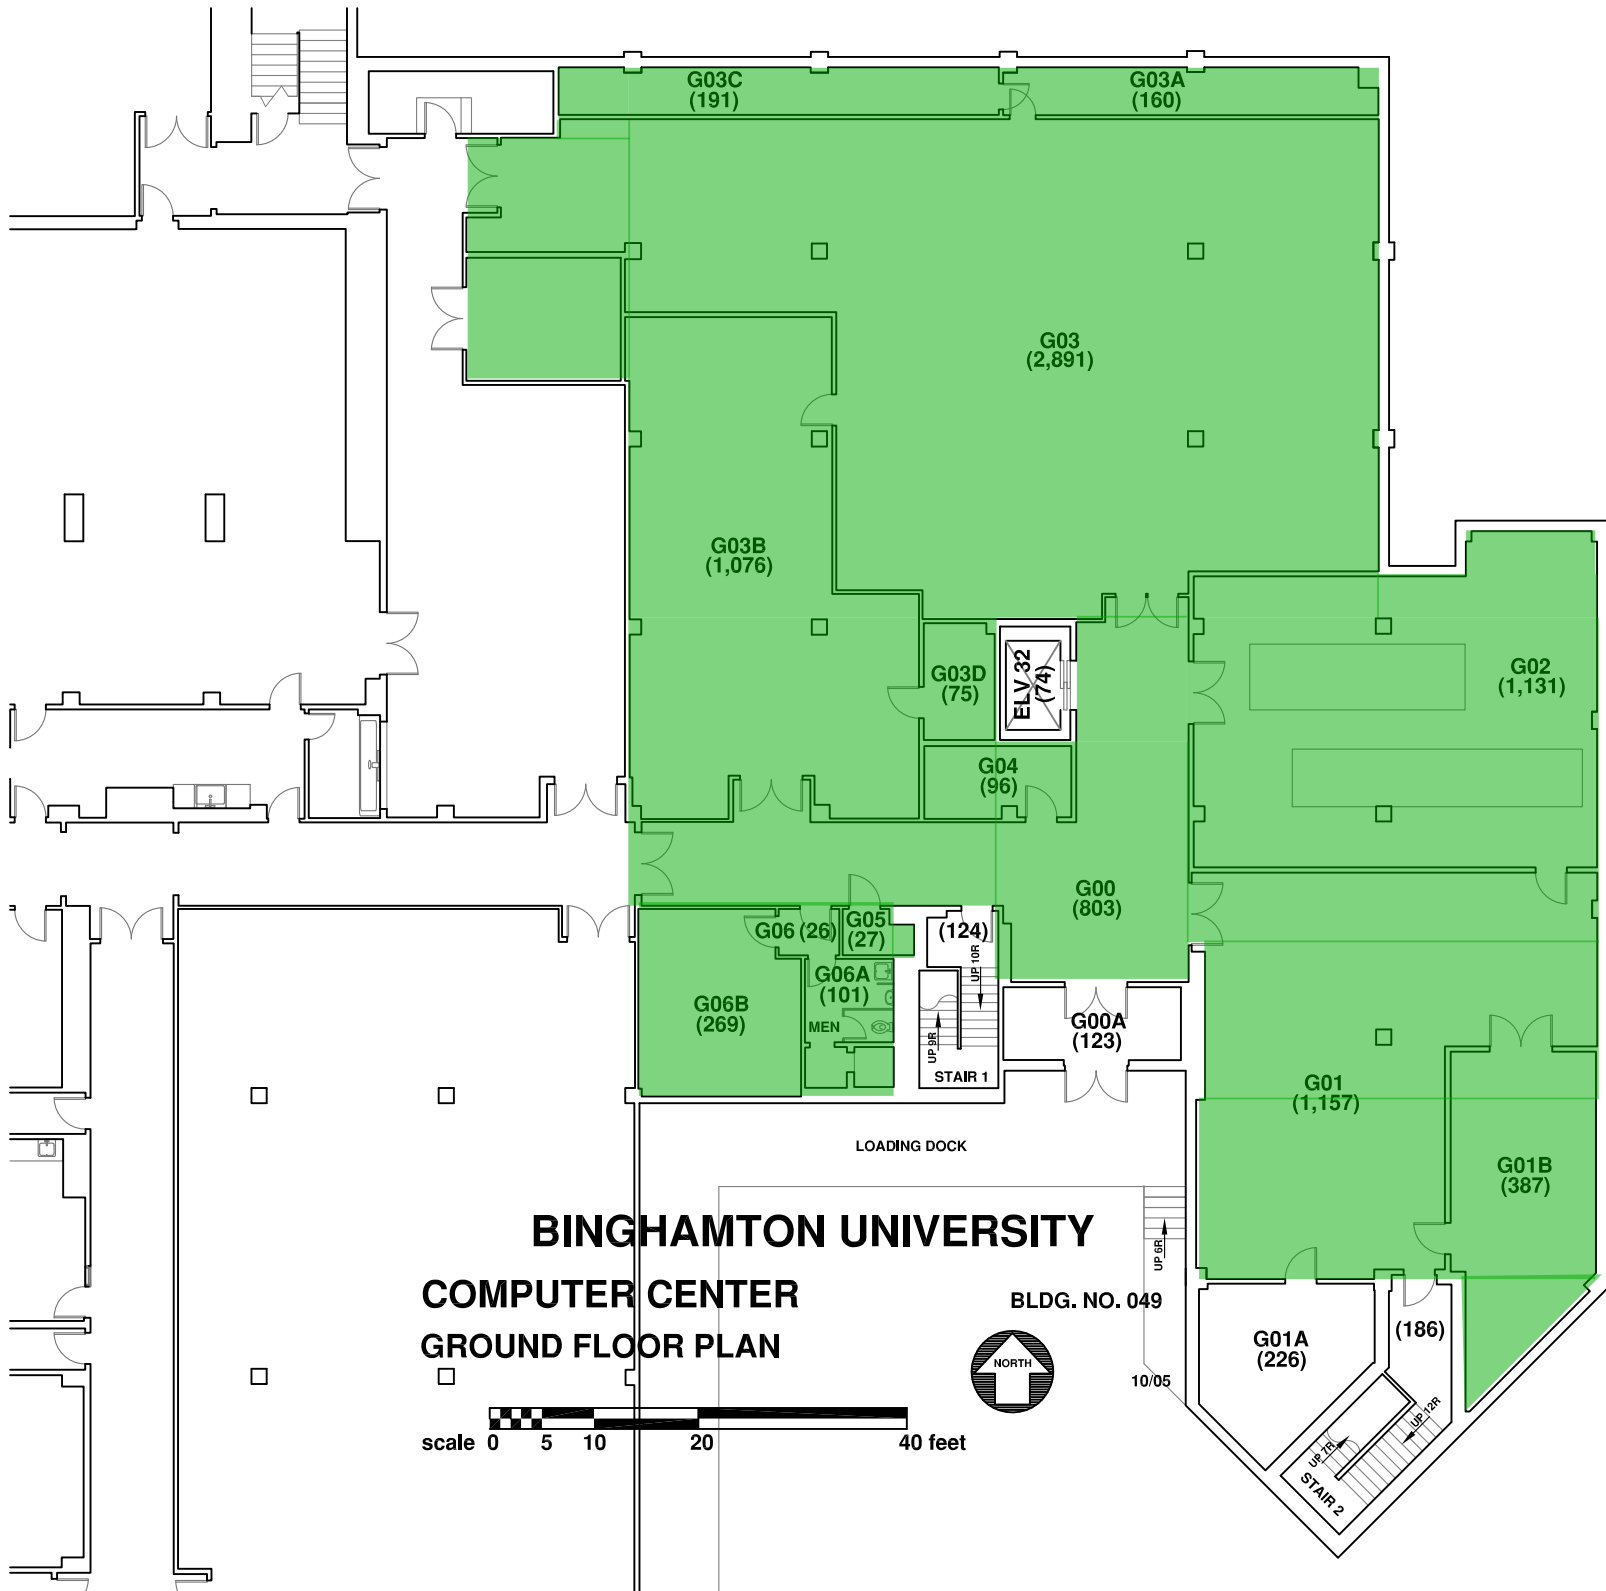 G03C
(191)
G03A
(160)
G03
(2,891)
G03B
(1,076)
G03D
(75)
ELV 32
(74)
G02
(1,131)
G04
(96)
G00
(803)
G06 (26)
G05
(27)
(124)
UP 10R
G06A
(101)
MEN
G06B
(269)
UP 9R
STAIR 1
G00A
(123)
G01
(1,157)
G01B
(387)
LOADING DOCK
BINGHAMTON UNIVERSITY
UP 6R
COMPUTER CENTER
BLDG. NO. 049
GROUND FLOOR PLAN
NORTH
10/05
G01A
(226)
(186)
UP 12R
UP 7R
STAIR 2
scale 0 5 10 20 40 feet